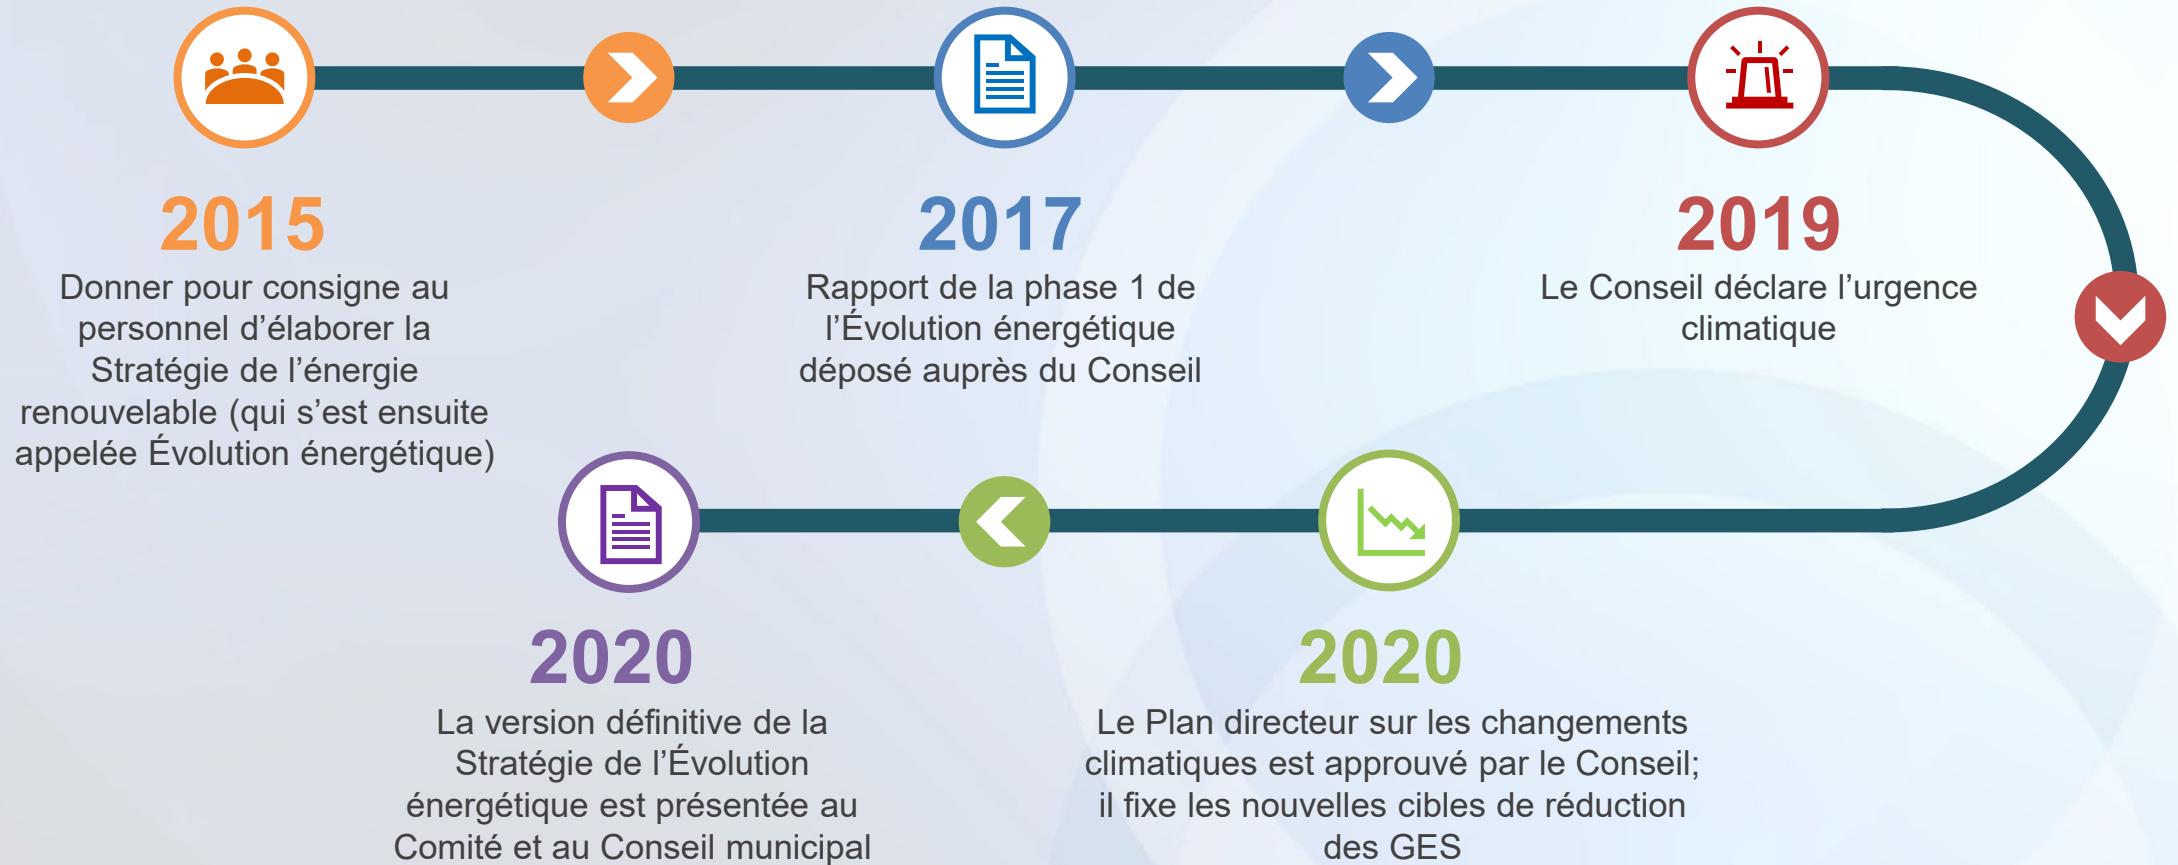 2015
Donner pour consigne au
personnel d’élaborer la
Stratégie de l’énergie
renouvelable (qui s’est ensuite
appelée Évolution énergétique)
2017
Rapport de la phase 1 de
l’Évolution énergétique
déposé auprès du Conseil
2019
Le Conseil déclare l’urgence
climatique
2020
Le Plan directeur sur les changements
climatiques est approuvé par le Conseil;
il fixe les nouvelles cibles de réduction
des GES
2020
La version définitive de la
Stratégie de l’Évolution
énergétique est présentée au
Comité et au Conseil municipal